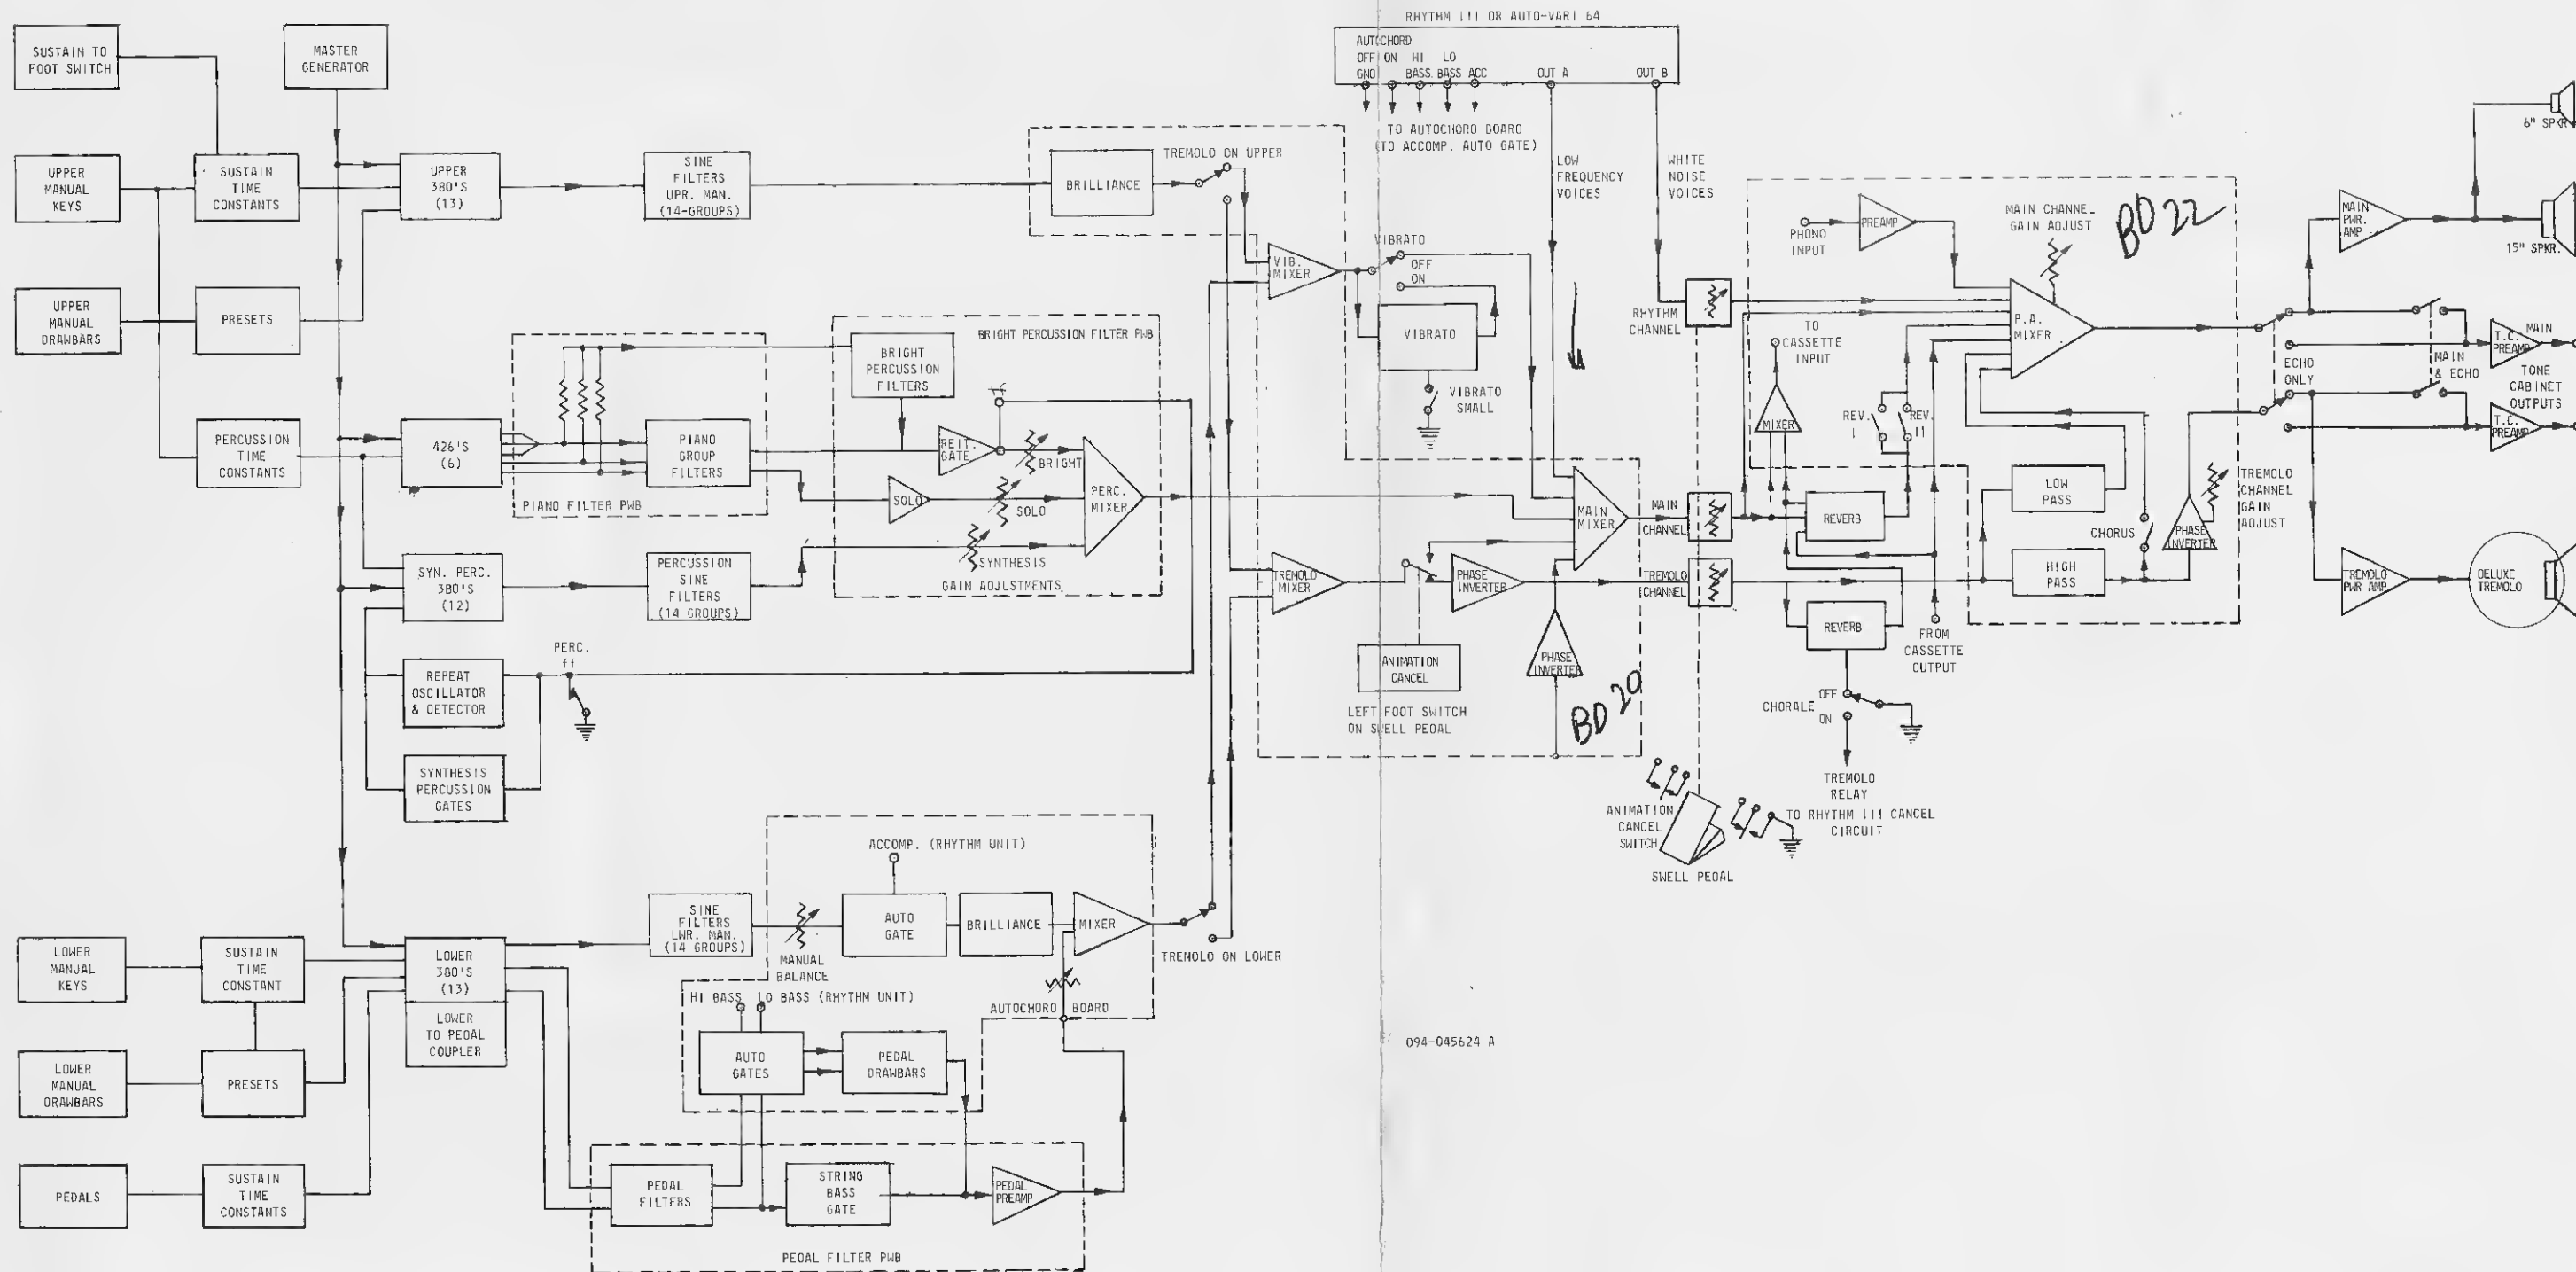 RHYTHM III OR AUTO-VARI 64
AUTOCHORD
OFF ON HI LO
GND BASS BASS ACC OUT A OUT B
TO AUTOCHORD BOARD
(TO ACCOMP. AUTO GATE)
LOW
FREQUENCY
VOICES
WHITE
NOISE
VOICES
SUSTAIN TO
FOOT SWITCH
MASTER
GENERATOR
UPPER
MANUAL
KEYS
SUSTAIN
TIME
CONSTANTS
UPPER
380'S
(13)
SINE
FILTERS
UPR. MAN.
(14-GROUPS)
BRILLIANCE
TREMOLO ON UPPER
UPPER
MANUAL
DRAWBARS
PRESETS
VIB.
MIXER
VIBRATO
OFF
ON
VIBRATO
VIBRATO
SMALL
PERCUSSION
TIME
CONSTANTS
426'S
(6)
PIANO
GROUP
FILTERS
PIANO FILTER PWB
BRIGHT PERCUSSION FILTER PWB
BRIGHT
PERCUSSION
FILTERS
ff
REIT.
GATE
BRIGHT
SOLO
SOLO
SYNTHESIS
PERC.
MIXER
GAIN ADJUSTMENTS
SYN. PERC.
380'S
(12)
PERCUSSION
SINE
FILTERS
(14 GROUPS)
PERC.
ff
REPEAT
OSCILLATOR
& DETECTOR
SYNTHESIS
PERCUSSION
GATES
TREMOLO
MIXER
PHASE
INVERTER
MAIN
MIXER
ANIMATION
CANCEL
LEFT FOOT SWITCH
ON SWELL PEDAL
PHASE
INVERTER
BD 20
RHYTHM
CHANNEL
MAIN
CHANNEL
TREMOLO
CHANNEL
PHONO
INPUT
PREAMP
MAIN CHANNEL
GAIN ADJUST
BD 22
TO
CASSETTE
INPUT
MIXER
P.A.
MIXER
REV.
I
REV.
II
REVERB
REVERB
FROM
CASSETTE
OUTPUT
LOW
PASS
HIGH
PASS
CHORUS
PHASE
INVERTER
TREMOLO
CHANNEL
GAIN
ADJUST
OFF
CHORALE
ON
TREMOLO
RELAY
ANIMATION
CANCEL
SWITCH
TO RHYTHM III CANCEL
CIRCUIT
SWELL PEDAL
MAIN
PWR.
AMP
6" SPKR
15" SPKR.
ECHO
ONLY
MAIN
& ECHO
T.C.
PREAMP
MAIN
TONE
CABINET
OUTPUTS
T.C.
PREAMP
TREMOLO
PWR AMP
DELUXE
TREMOLO
LOWER
MANUAL
KEYS
SUSTAIN
TIME
CONSTANT
LOWER
380'S
(13)
LOWER
TO PEDAL
COUPLER
SINE
FILTERS
LWR. MAN.
(14 GROUPS)
MANUAL
BALANCE
ACCOMP. (RHYTHM UNIT)
AUTO
GATE
BRILLIANCE
MIXER
TREMOLO ON LOWER
HI BASS LO BASS (RHYTHM UNIT)
AUTOCHORD BOARD
AUTO
GATES
PEDAL
DRAWBARS
LOWER
MANUAL
DRAWBARS
PRESETS
PEDALS
SUSTAIN
TIME
CONSTANTS
PEDAL
FILTERS
STRING
BASS
GATE
PEDAL
PREAMP
PEDAL FILTER PWB
094-045624 A